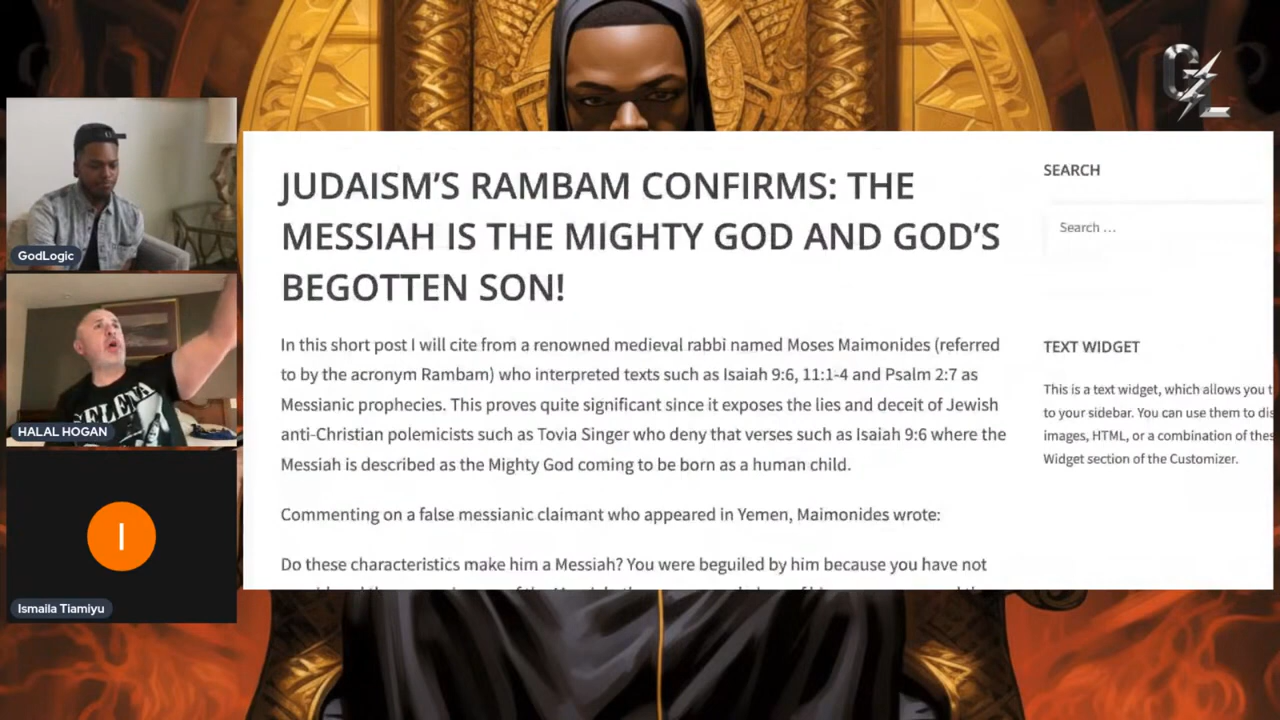 GL
GodLogic
SELENA
HALAL HOGAN
I
Ismaila Tiamiyu
JUDAISM’S RAMBAM CONFIRMS: THE
MESSIAH IS THE MIGHTY GOD AND GOD’S
BEGOTTEN SON!
In this short post I will cite from a renowned medieval rabbi named Moses Maimonides (referred
to by the acronym Rambam) who interpreted texts such as Isaiah 9:6, 11:1-4 and Psalm 2:7 as
Messianic prophecies. This proves quite significant since it exposes the lies and deceit of Jewish
anti-Christian polemicists such as Tovia Singer who deny that verses such as Isaiah 9:6 where the
Messiah is described as the Mighty God coming to be born as a human child.
Commenting on a false messianic claimant who appeared in Yemen, Maimonides wrote:
Do these characteristics make him a Messiah? You were beguiled by him because you have not
SEARCH
Search …
TEXT WIDGET
This is a text widget, which allows you t
to your sidebar. You can use them to dis
images, HTML, or a combination of thes
Widget section of the Customizer.